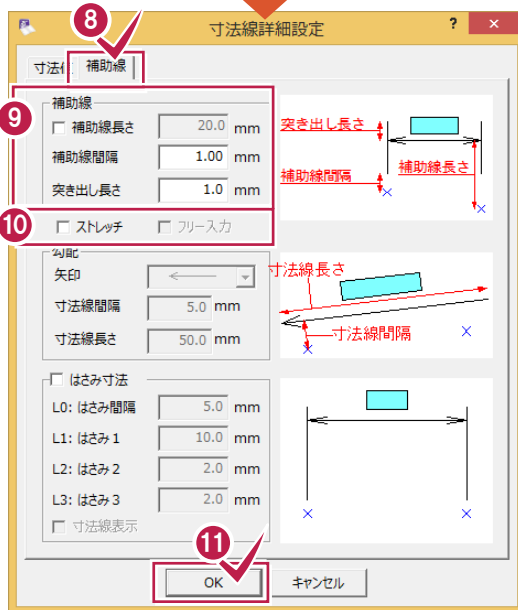 8
寸法線詳細設定 ? ×
寸法 補助線
9
補助線
補助線長さ 20.0 mm
補助線間隔 1.00 mm
突き出し長さ 1.0 mm
突き出し長さ
補助線間隔
補助線長さ
10
ストレッチ フリー入力
勾配
矢印
寸法線間隔 5.0 mm
寸法線長さ 50.0 mm
寸法線長さ
寸法線間隔
はさみ寸法
L0: はさみ間隔 5.0 mm
L1: はさみ1 10.0 mm
L2: はさみ2 2.0 mm
L3: はさみ3 2.0 mm
寸法線表示
11
OK キャンセル